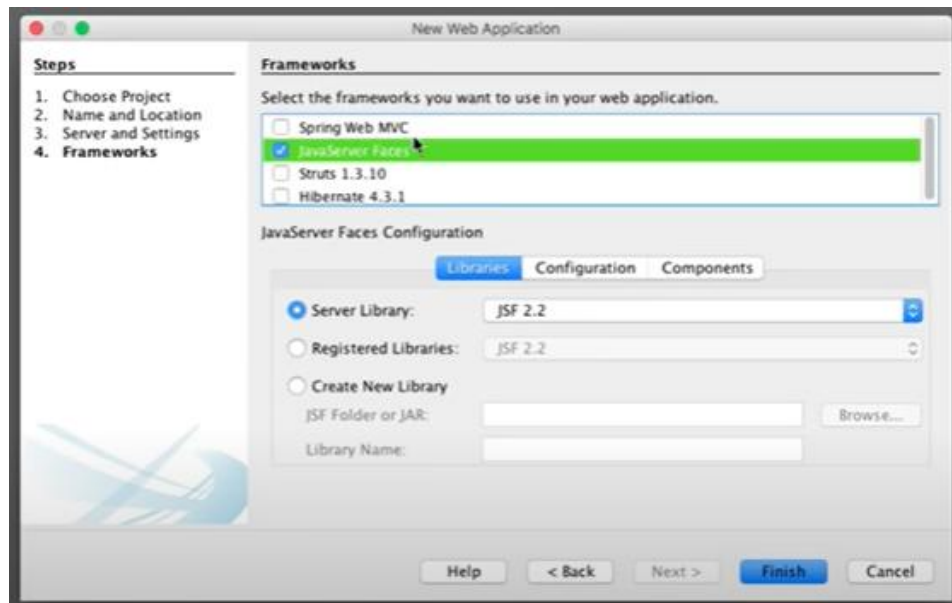 New Web Application
Steps
1. Choose Project
2. Name and Location
3. Server and Settings
4. Frameworks
Frameworks
Select the frameworks you want to use in your web application.
Spring Web MVC
JavaServer Faces
Struts 1.3.10
Hibernate 4.3.1
JavaServer Faces Configuration
Libraries Configuration Components
Server Library: JSF 2.2
Registered Libraries: JSF 2.2
Create New Library
JSF Folder or JAR: Browse...
Library Name:
Help < Back Next > Finish Cancel